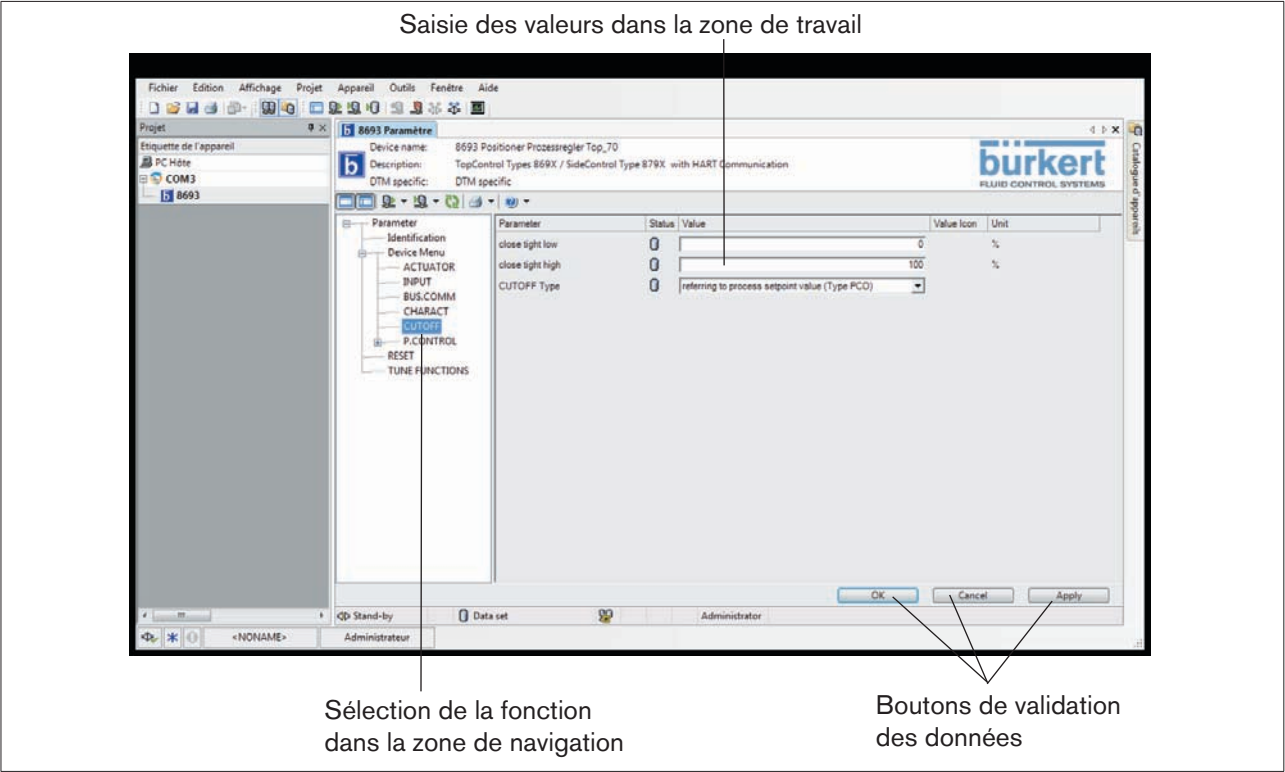 Saisie des valeurs dans la zone de travail
Fichier Edition Affichage Projet Appareil Outils Fenêtre Aide
Projet
8693 Paramètre
Etiquette de l'appareil
PC Hôte
COM3
8693
Device name: 8693 Positioner Prozessregler Top_70
Description: TopControl Types 869X / SideControl Type 879X with HART Communication
DTM specific: DTM specific
bürkert
FLUID CONTROL SYSTEMS
Catalogue d'appareils
Parameter
Identification
Device Menu
ACTUATOR
INPUT
BUS.COMM
CHARACT
CUTOFF
P.CONTROL
RESET
TUNE FUNCTIONS
Parameter Status Value Value Icon Unit
close tight low 0 %
close tight high 100 %
CUTOFF Type referring to process setpoint value (Type PCO)
OK Cancel Apply
Stand-by Data set Administrator
<NONAME> Administrateur
Sélection de la fonction
dans la zone de navigation
Boutons de validation
des données